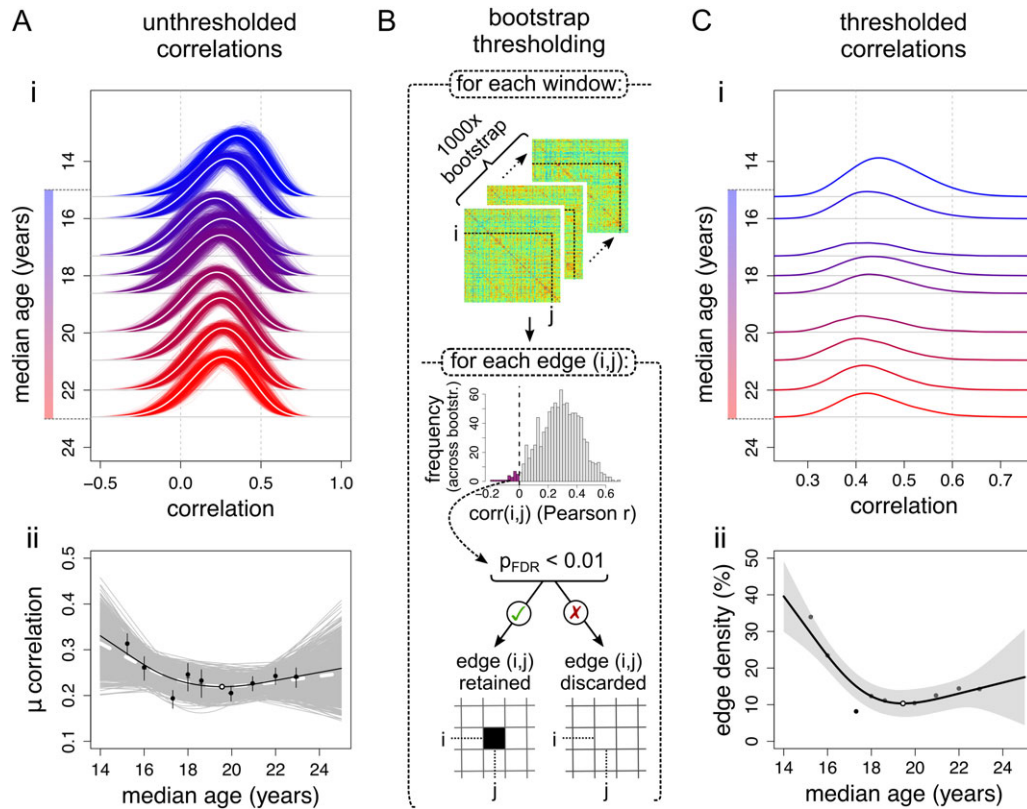 A
unthresholded
correlations
i
14
16
18
20
22
24
median age (years)
−0.5 0.0 0.5 1.0
correlation
ii
0.5
0.4
0.3
0.2
0.1
μ correlation
14 16 18 20 22 24
median age (years)
B
bootstrap
thresholding
for each window:
1000x
bootstrap
i
j
for each edge (i,j):
frequency
(across bootstr.)
60
40
20
0
-0.2 0 0.2 0.4 0.6
corr(i,j) (Pearson r)
pFDR < 0.01
✓ ✗
edge (i,j) edge (i,j)
retained discarded
i i
j j
C
thresholded
correlations
i
14
16
18
20
22
24
median age (years)
0.3 0.4 0.5 0.6 0.7
correlation
ii
50
40
30
20
10
0
edge density (%)
14 16 18 20 22 24
median age (years)